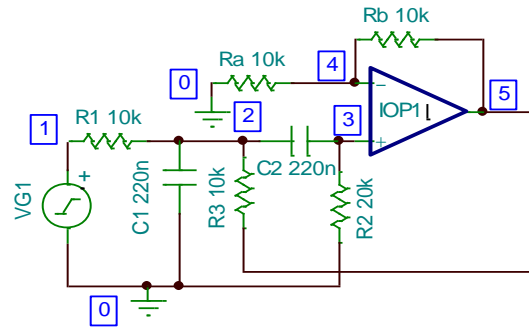 Rb 10k
Ra 10k
4
0
5
R1 10k
2
3
IOP1
1
+
C2 220n
VG1
C1 220n
R3 10k
R2 20k
0